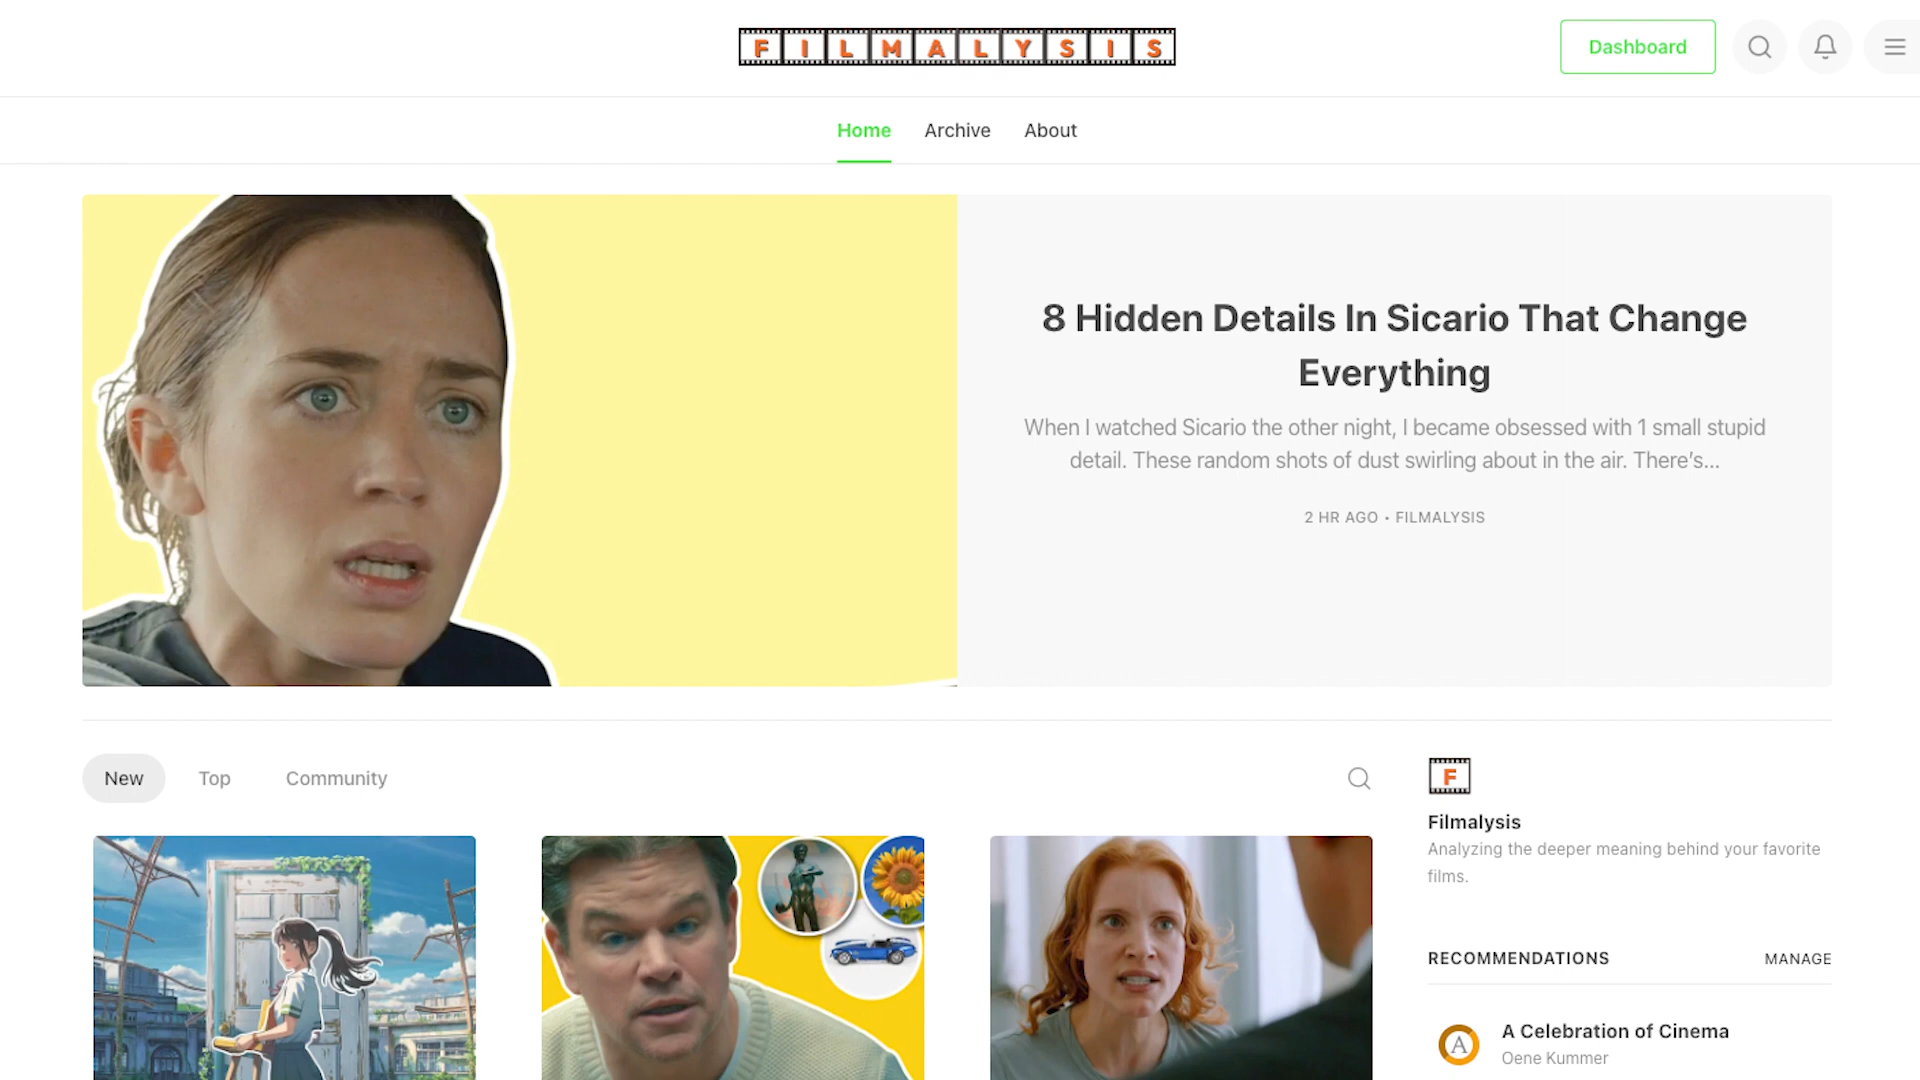 FILMALYSIS
Dashboard
Home Archive About
8 Hidden Details In Sicario That Change
Everything
When I watched Sicario the other night, I became obsessed with 1 small stupid
detail. These random shots of dust swirling about in the air. There’s...
2 HR AGO • FILMALYSIS
New Top Community
F
Filmalysis
Analyzing the deeper meaning behind your favorite
films.
RECOMMENDATIONS MANAGE
A
A Celebration of Cinema
Oene Kummer